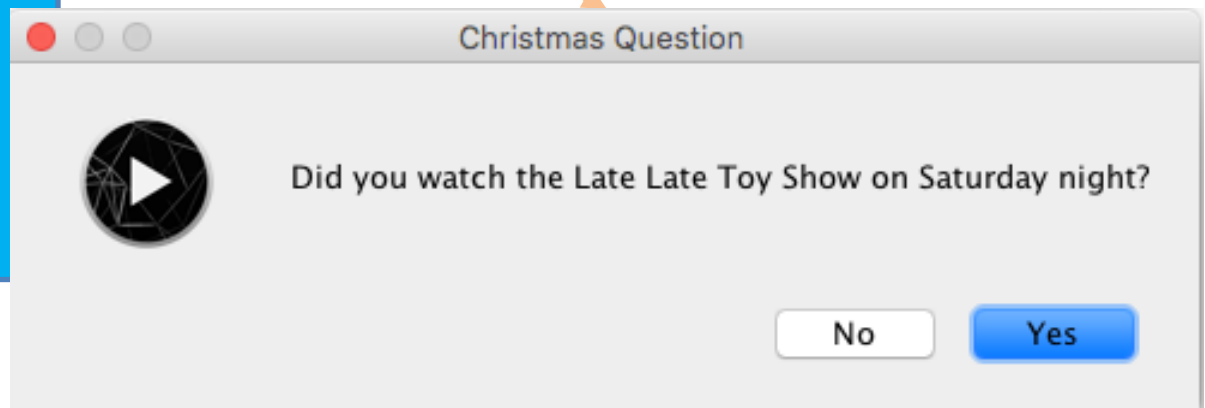 Christmas Question
Did you watch the Late Late Toy Show on Saturday night?
No Yes